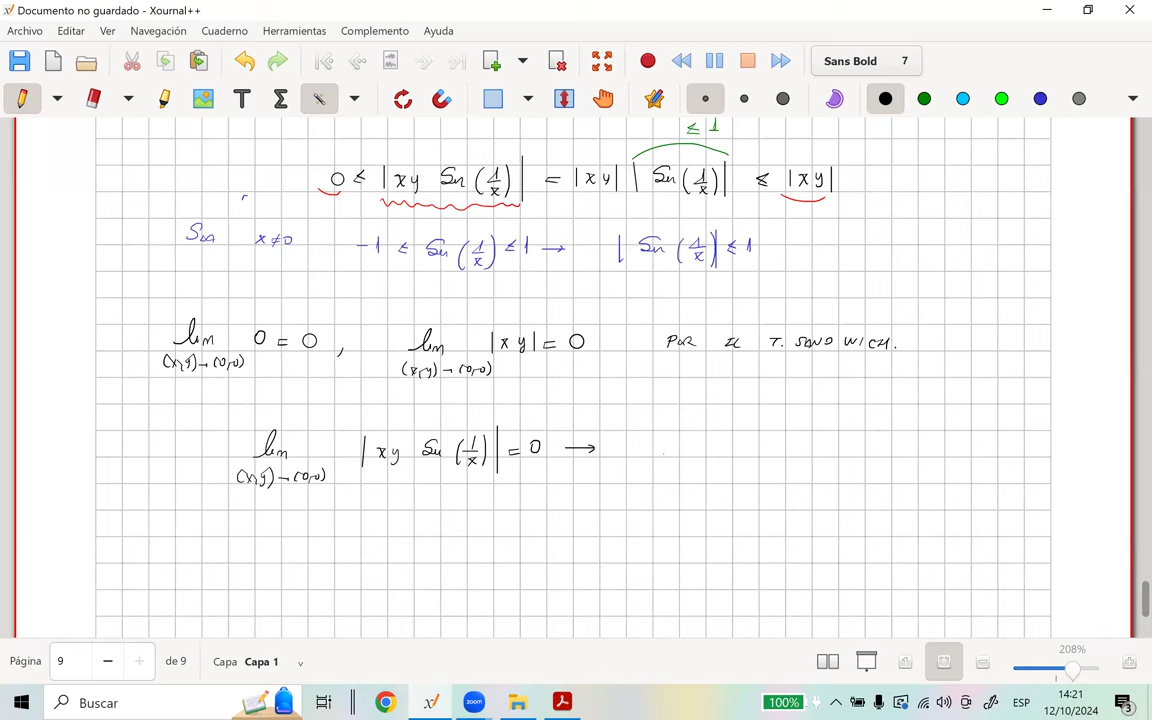 Documento no guardado - Xournal++
Archivo Editar Ver Navegación Cuaderno Herramientas Complemento Ayuda
Sans Bold 7
≤ 1
0 ≤ |xy Sen(1/x)| = |xy| |Sen(1/x)| ≤ |xy|
Sea x≠0 -1 ≤ Sen(1/x) ≤ 1 → |Sen(1/x)| ≤ 1
lim 0 = 0 , lim |xy| = 0 POR EL T. SANDWICH.
(x,y)→(0,0) (x,y)→(0,0)
lim |xy Sen(1/x)| = 0 →
(x,y)→(0,0)
Página 9 de 9 Capa Capa 1 208%
Buscar 100% ESP 14:21
12/10/2024 3